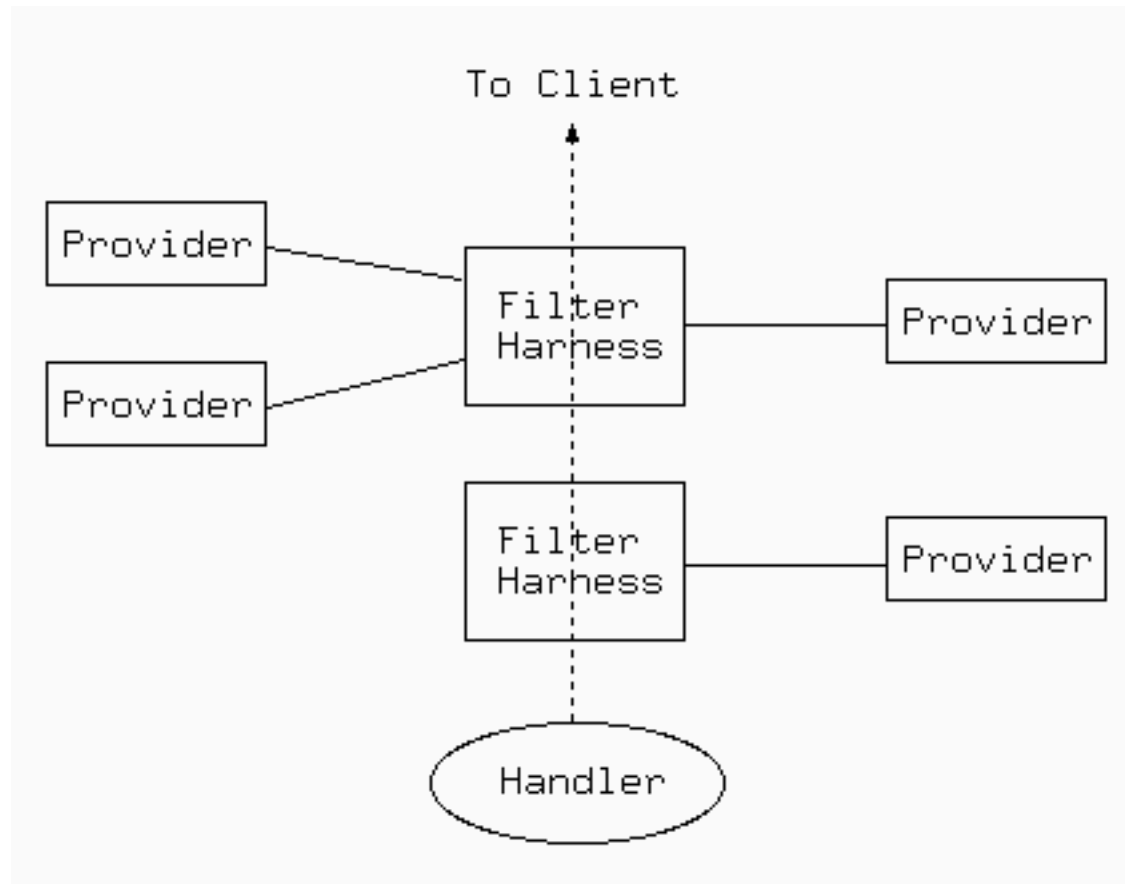 To Client
Provider
Filter
Harness
Provider
Provider
Filter
Harness
Provider
Handler